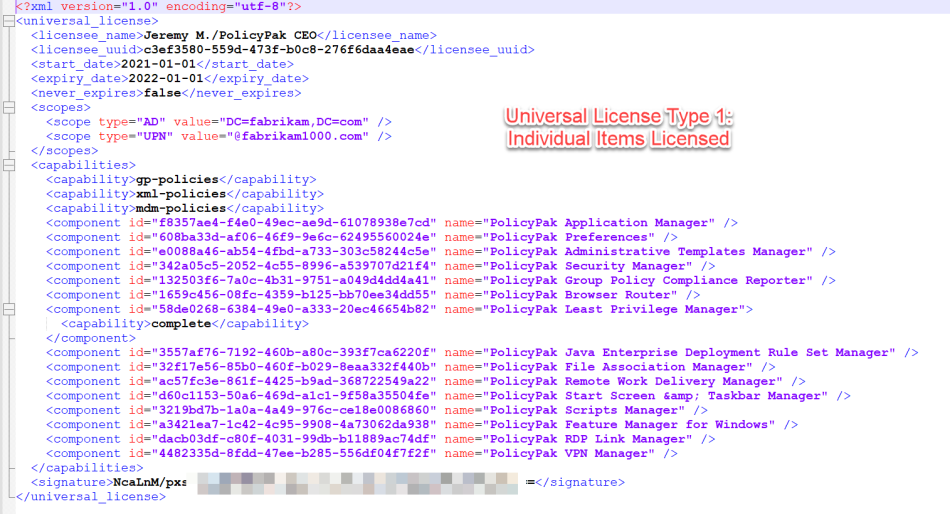 <?xml version="1.0" encoding="utf-8"?>
<universal_license>
<licensee_name>Jeremy M./PolicyPak CEO</licensee_name>
<licensee_uuid>c3ef3580-559d-473f-b0c8-276f6daa4eae</licensee_uuid>
<start_date>2021-01-01</start_date>
<expiry_date>2022-01-01</expiry_date>
<never_expires>false</never_expires>
<scopes>
<scope type="AD" value="DC=fabrikam,DC=com" />
<scope type="UPN" value="@fabrikam1000.com" />
</scopes>
Universal License Type 1:
Individual Items Licensed
<capabilities>
<capability>gp-policies</capability>
<capability>xml-policies</capability>
<capability>mdm-policies</capability>
<component id="f8357ae4-f4e0-49ec-ae9d-61078938e7cd" name="PolicyPak Application Manager" />
<component id="608ba33d-af06-46f9-9e6c-62495560024e" name="PolicyPak Preferences" />
<component id="e0088a46-ab54-4fbd-a733-303c58244c5e" name="PolicyPak Administrative Templates Manager" />
<component id="342a05c5-2052-4c55-8996-a539707d21f4" name="PolicyPak Security Manager" />
<component id="132503f6-7a0c-4b31-9751-a049d4dd4a41" name="PolicyPak Group Policy Compliance Reporter" />
<component id="1659c456-08fc-4359-b125-bb70ee34dd55" name="PolicyPak Browser Router" />
<component id="58de0268-6384-49e0-a333-20ec46654b82" name="PolicyPak Least Privilege Manager">
<capability>complete</capability>
</component>
<component id="3557af76-7192-460b-a80c-393f7ca6220f" name="PolicyPak Java Enterprise Deployment Rule Set Manager" />
<component id="32f17e56-85b0-460f-b029-8eaa332f440b" name="PolicyPak File Association Manager" />
<component id="ac57fc3e-861f-4425-b9ad-368722549a22" name="PolicyPak Remote Work Delivery Manager" />
<component id="d60c1153-50a6-469d-a1c1-9f58a35504fe" name="PolicyPak Start Screen &amp; Taskbar Manager" />
<component id="3219bd7b-1a0a-4a49-976c-ce18e0086860" name="PolicyPak Scripts Manager" />
<component id="a3421ea7-1c42-4c95-9908-4a73062da938" name="PolicyPak Feature Manager for Windows" />
<component id="dacb03df-c80f-4031-99db-b11889ac74df" name="PolicyPak RDP Link Manager" />
<component id="4482335d-8fdd-47ee-b285-556df04f7f2f" name="PolicyPak VPN Manager" />
</capabilities>
<signature>NcaLnM/pxs =</signature>
</universal_license>